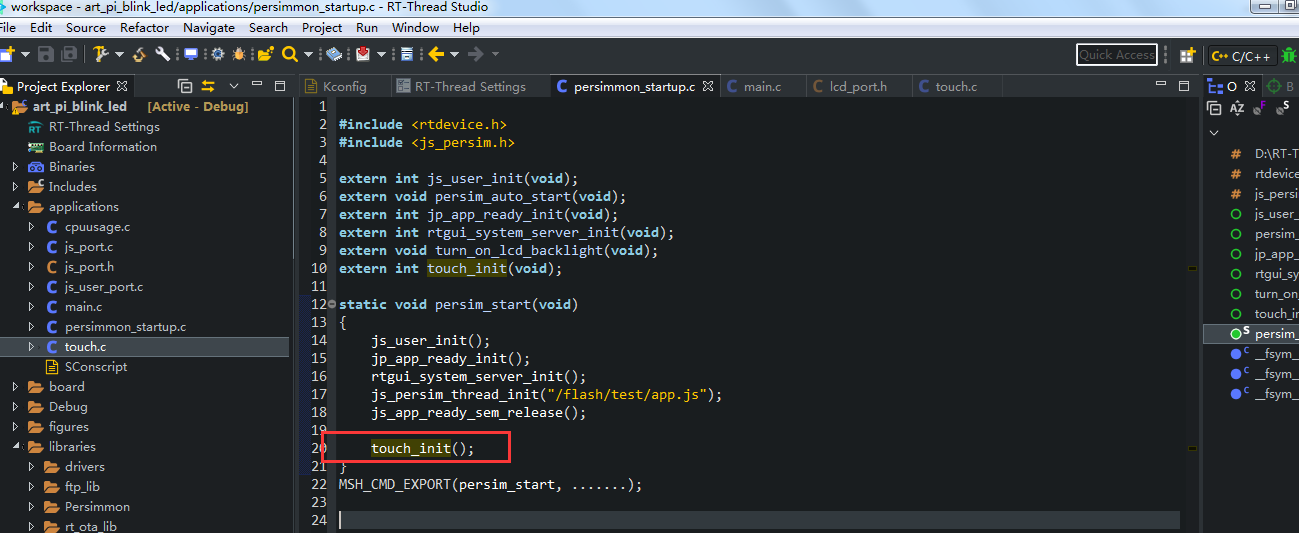 workspace - art_pi_blink_led/applications/persimmon_startup.c - RT-Thread Studio
File Edit Source Refactor Navigate Search Project Run Window Help
Quick Access
C/C++
Project Explorer
art_pi_blink_led [Active - Debug]
RT-Thread Settings
Board Information
Binaries
Includes
applications
cpuusage.c
js_port.c
js_port.h
js_user_port.c
main.c
persimmon_startup.c
touch.c
SConscript
board
Debug
figures
libraries
drivers
ftp_lib
Persimmon
rt_ota_lib
Kconfig
RT-Thread Settings
persimmon_startup.c
main.c
lcd_port.h
touch.c
1
2 #include <rtdevice.h>
3 #include <js_persim.h>
4
5 extern int js_user_init(void);
6 extern void persim_auto_start(void);
7 extern int jp_app_ready_init(void);
8 extern int rtgui_system_server_init(void);
9 extern void turn_on_lcd_backlight(void);
10 extern int touch_init(void);
11
12 static void persim_start(void)
13 {
14 js_user_init();
15 jp_app_ready_init();
16 rtgui_system_server_init();
17 js_persim_thread_init("/flash/test/app.js");
18 js_app_ready_sem_release();
19
20 touch_init();
21 }
22 MSH_CMD_EXPORT(persim_start, .......);
23
24
O
B
D:\RT-T
rtdevice
js_persi
js_user_
persim_
jp_app_
rtgui_sy
turn_on_
touch_in
persim_
__fsym_
__fsym_
__fsym_